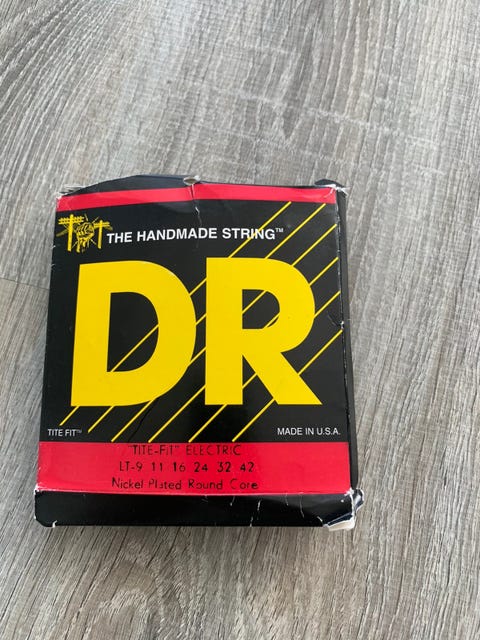 THE HANDMADE STRING™
DR
TITE FIT™
MADE IN U.S.A.
"TITE-FIT" ELECTRIC
LT-9 11 16 24 32 42
Nickel Plated Round Core